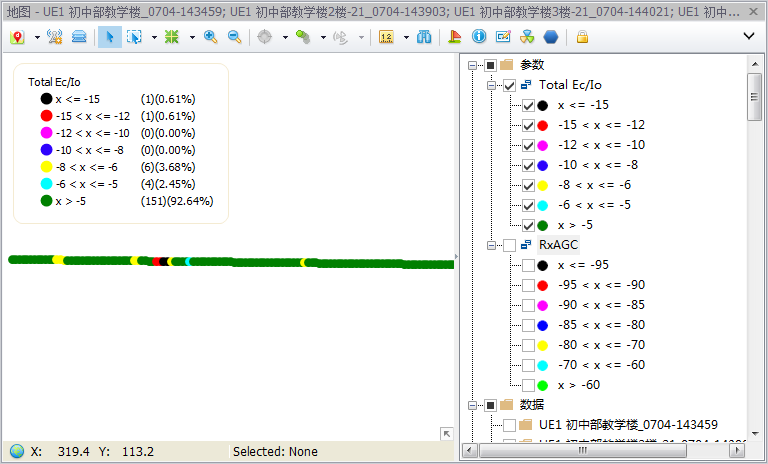 地图 - UE1 初中部教学楼_0704-143459; UE1 初中部教学楼2楼-21_0704-143903; UE1 初中部教学楼3楼-21_0704-144021; UE1 初中...
12
Total Ec/Io
x <= -15 (1)(0.61%)
-15 < x <= -12 (1)(0.61%)
-12 < x <= -10 (0)(0.00%)
-10 < x <= -8 (0)(0.00%)
-8 < x <= -6 (6)(3.68%)
-6 < x <= -5 (4)(2.45%)
x > -5 (151)(92.64%)
参数
Total Ec/Io
x <= -15
-15 < x <= -12
-12 < x <= -10
-10 < x <= -8
-8 < x <= -6
-6 < x <= -5
x > -5
RxAGC
x <= -95
-95 < x <= -90
-90 < x <= -85
-85 < x <= -80
-80 < x <= -70
-70 < x <= -60
x > -60
数据
UE1 初中部教学楼_0704-143459
X: 319.4 Y: 113.2 Selected: None